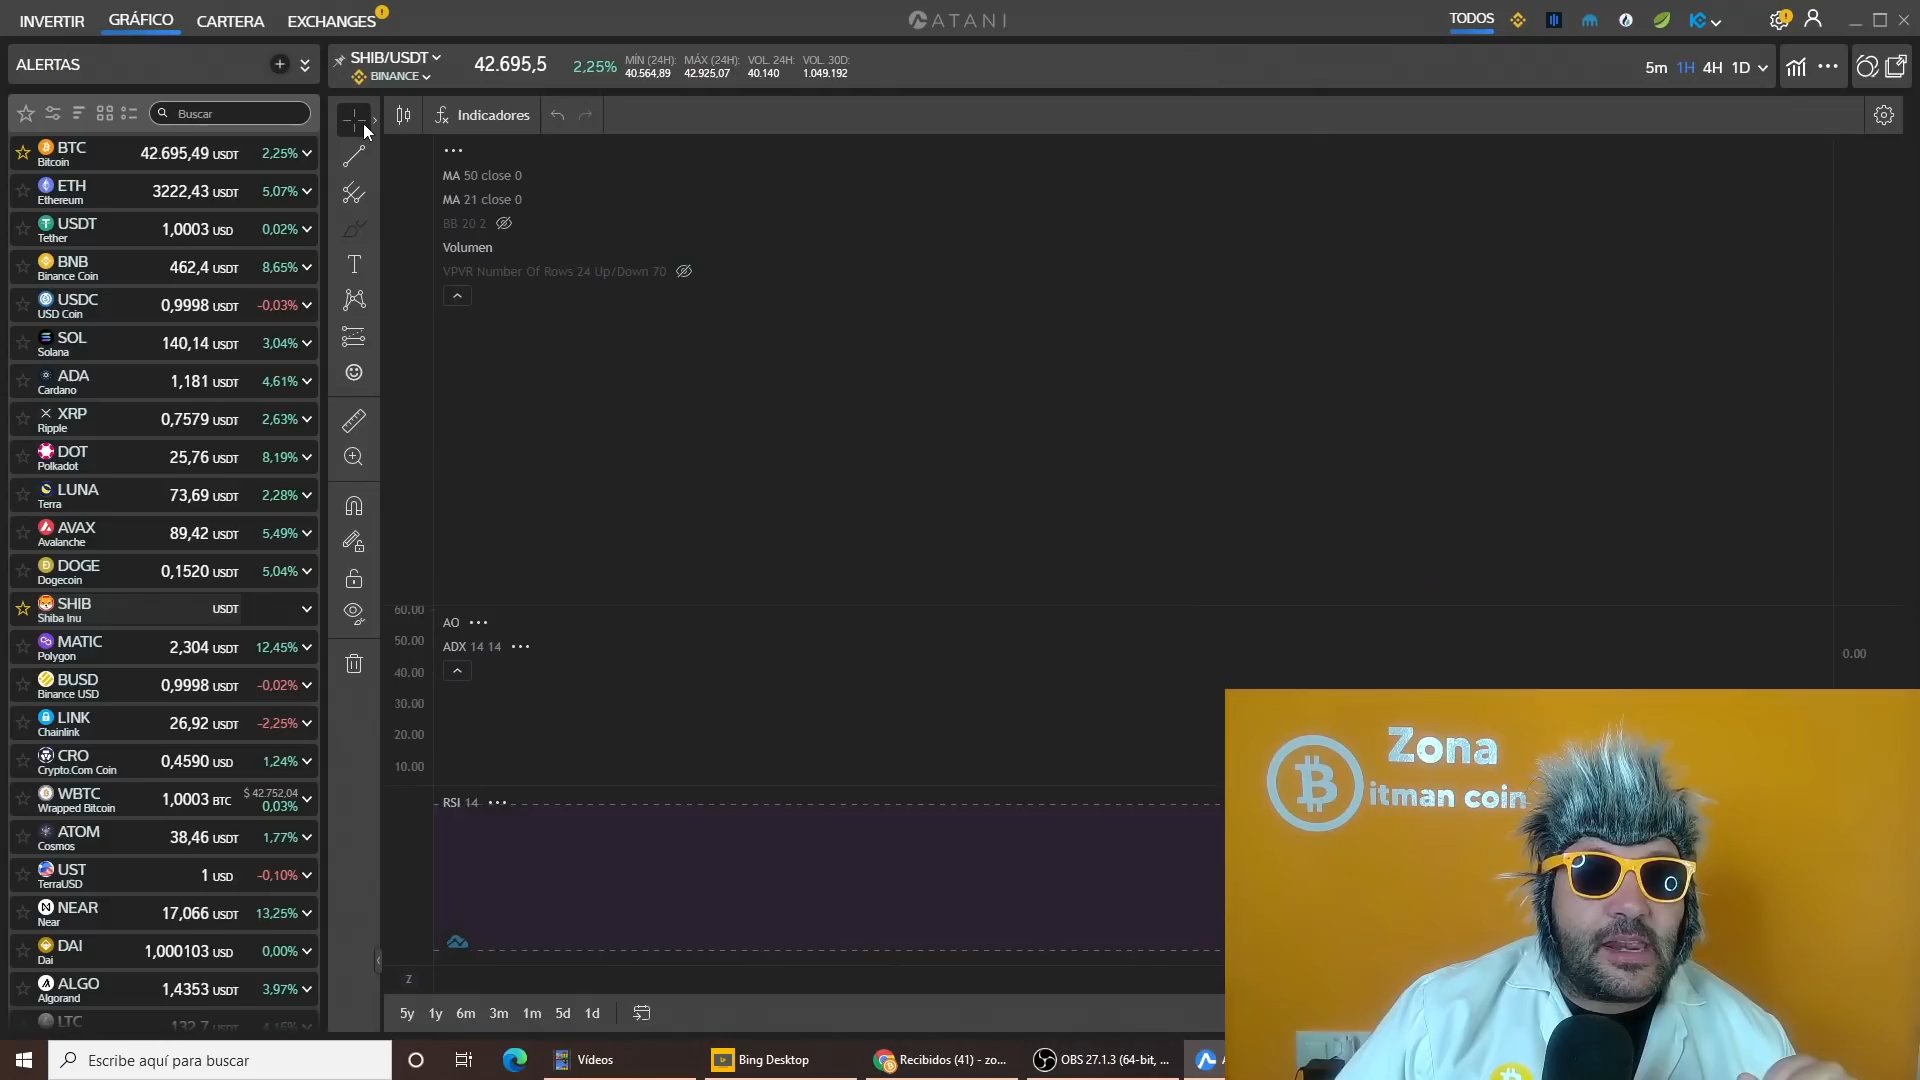 INVERTIR GRÁFICO CARTERA EXCHANGES
ATANI
TODOS
ALERTAS
Buscar
BTC 42.695,49 USDT 2,25%
Bitcoin
ETH 3222,43 USDT 5,07%
Ethereum
USDT 1,0003 USD 0,02%
Tether
BNB 462,4 USDT 8,65%
Binance Coin
USDC 0,9998 USDT -0,03%
USD Coin
SOL 140,14 USDT 3,04%
Solana
ADA 1,181 USDT 4,61%
Cardano
XRP 0,7579 USDT 2,63%
Ripple
DOT 25,76 USDT 8,19%
Polkadot
LUNA 73,69 USDT 2,28%
Terra
AVAX 89,42 USDT 5,49%
Avalanche
DOGE 0,1520 USDT 5,04%
Dogecoin
SHIB USDT
Shiba Inu
MATIC 2,304 USDT 12,45%
Polygon
BUSD 0,9998 USDT -0,02%
Binance USD
LINK 26,92 USDT -2,25%
Chainlink
CRO 0,4590 USD 1,24%
Crypto.Com Coin
WBTC 1,0003 BTC $ 42.752,04
Wrapped Bitcoin 0,03%
ATOM 38,46 USDT 1,77%
Cosmos
UST 1 USD -0,10%
TerraUSD
NEAR 17,066 USDT 13,25%
Near
DAI 1,000103 USD 0,00%
Dai
ALGO 1,4353 USDT 3,97%
Algorand
LTC 132,7 USDT 4,15%
SHIB/USDT
BINANCE
42.695,5
2,25%
MÍN (24H): MÁX (24H): VOL. 24H: VOL. 30D:
40.564,89 42.925,07 40.140 1.049.192
5m 1H 4H 1D
Indicadores
MA 50 close 0
MA 21 close 0
BB 20 2
Volumen
VPVR Number Of Rows 24 Up/Down 70
60.00
AO
50.00
ADX 14 14
0.00
40.00
30.00
20.00
10.00
RSI 14
Z
5y 1y 6m 3m 1m 5d 1d
Zona
itman coin
Escribe aquí para buscar
Vídeos
Bing Desktop
Recibidos (41) - zo...
OBS 27.1.3 (64-bit, ...